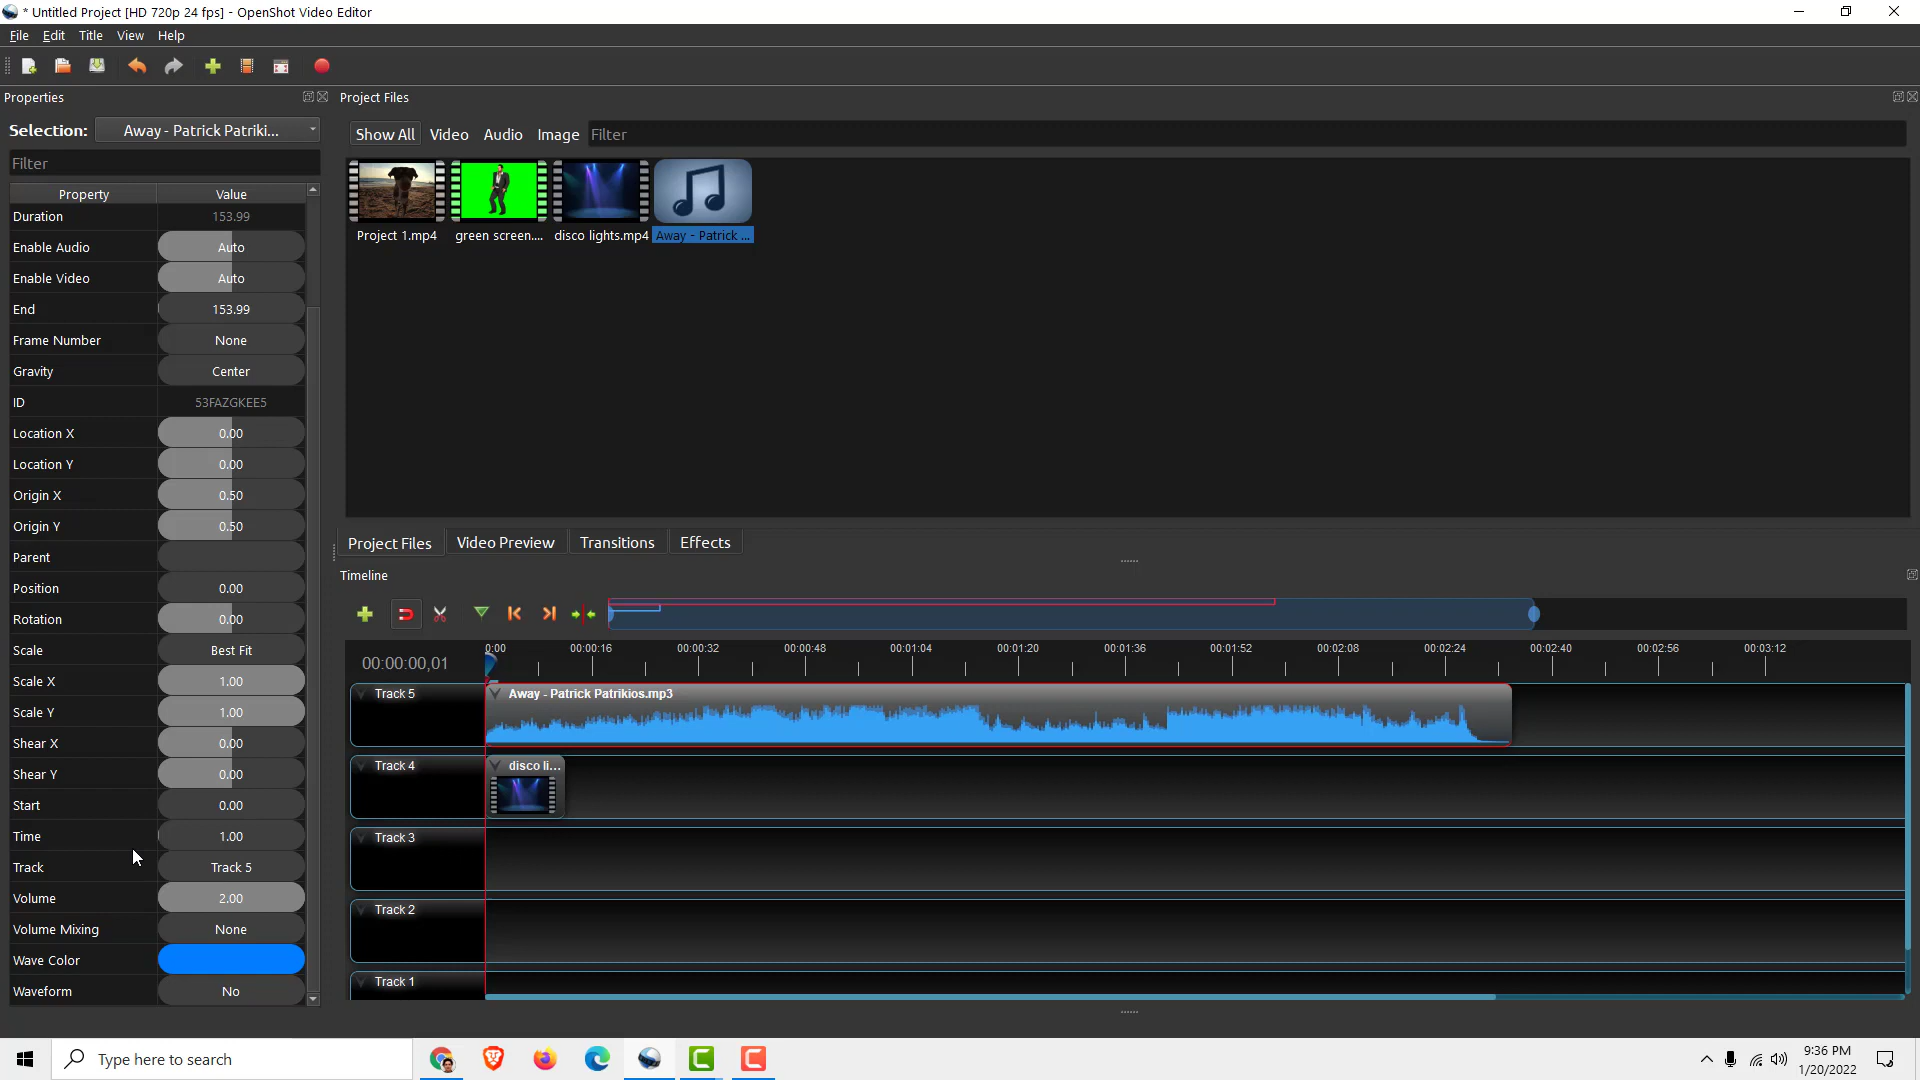 * Untitled Project [HD 720p 24 fps] - OpenShot Video Editor
File Edit Title View Help
Properties
Project Files
Selection: Away - Patrick Patriki...
Show All Video Audio Image Filter
Filter
Property Value
Duration 153.99
Enable Audio Auto
Enable Video Auto
End 153.99
Frame Number None
Gravity Center
ID 53FAZGKEE5
Location X 0.00
Location Y 0.00
Origin X 0.50
Origin Y 0.50
Parent
Position 0.00
Rotation 0.00
Scale Best Fit
Scale X 1.00
Scale Y 1.00
Shear X 0.00
Shear Y 0.00
Start 0.00
Time 1.00
Track Track 5
Volume 2.00
Volume Mixing None
Wave Color
Waveform No
Project 1.mp4 green screen.... disco lights.mp4 Away - Patrick ...
Project Files Video Preview Transitions Effects
Timeline
00:00:00,01
0:00 00:00:16 00:00:32 00:00:48 00:01:04 00:01:20 00:01:36 00:01:52 00:02:08 00:02:24 00:02:40 00:02:56 00:03:12
Track 5 Away - Patrick Patrikios.mp3
Track 4 disco li...
Track 3
Track 2
Track 1
Type here to search
9:36 PM
1/20/2022